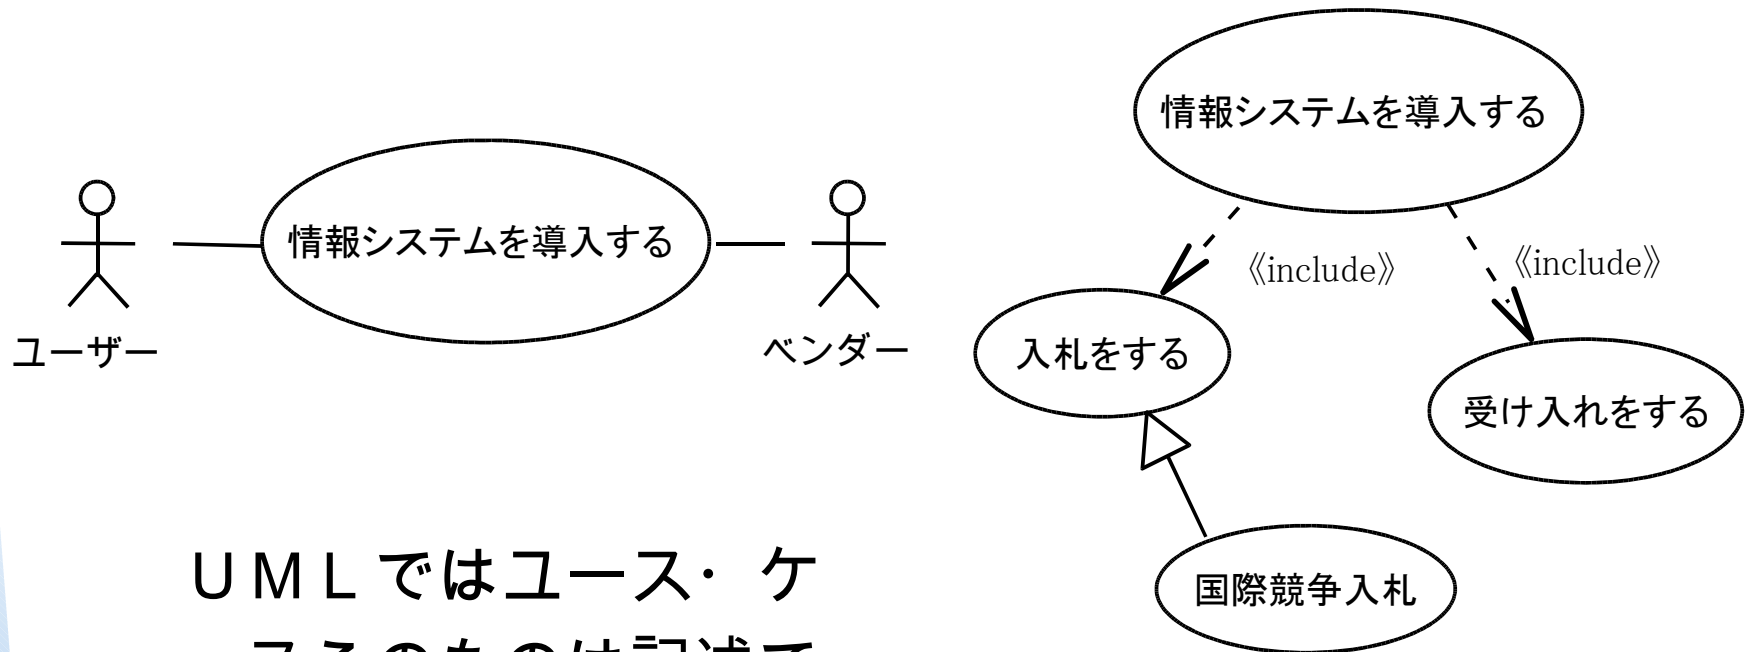 情報システムを導入する
ユーザー
ベンダー
情報システムを導入する
《include》
《include》
入札をする
受け入れをする
国際競争入札
ＵＭＬではユース・ケ